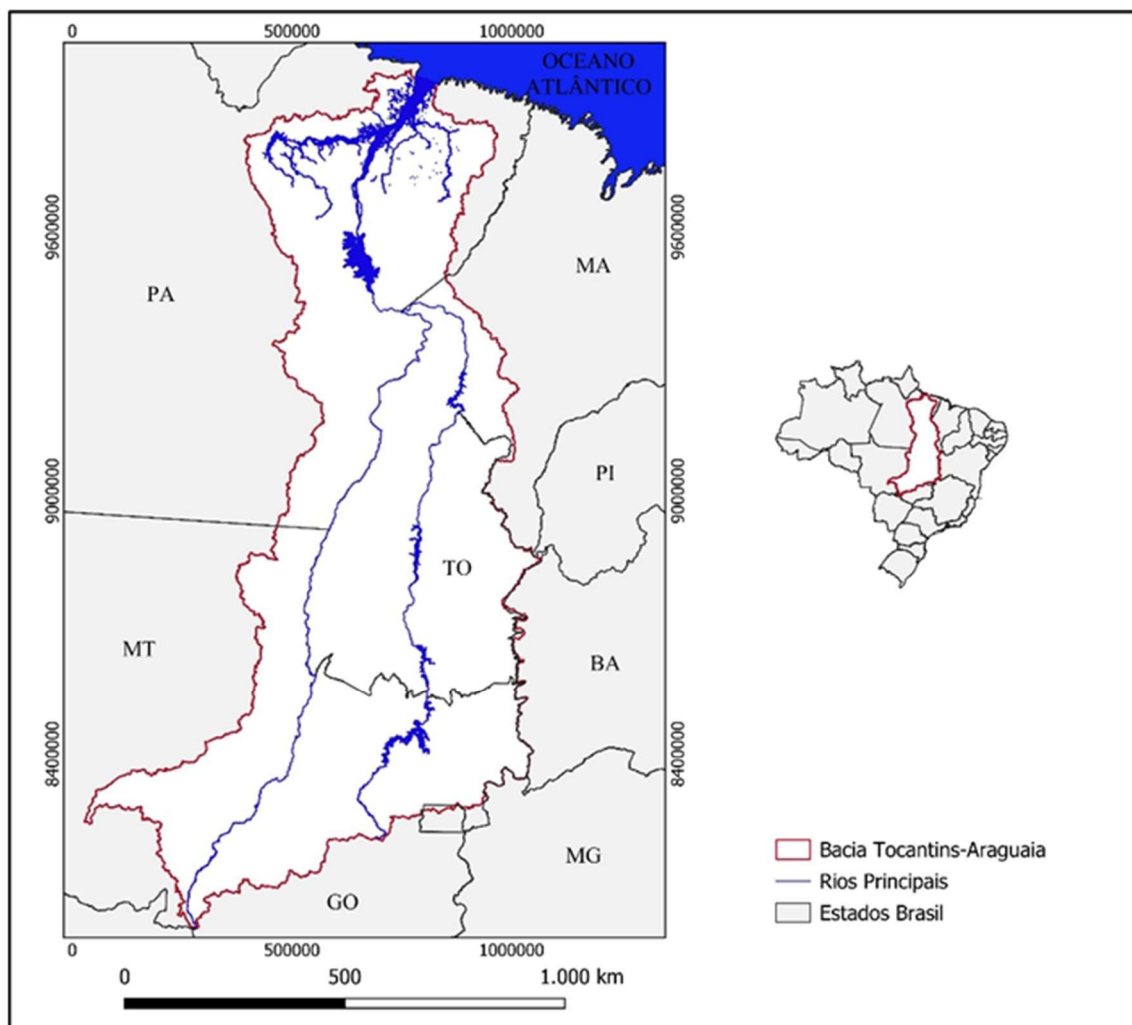 0 500000 1000000
OCEANO
ATLÂNTICO
9600000 9600000
MA
PA
PI
9000000 9000000
TO
MT
BA
8400000 8400000
MG
GO
0 500000 1000000
0 500 1.000 km
Bacia Tocantins-Araguaia
Rios Principais
Estados Brasil